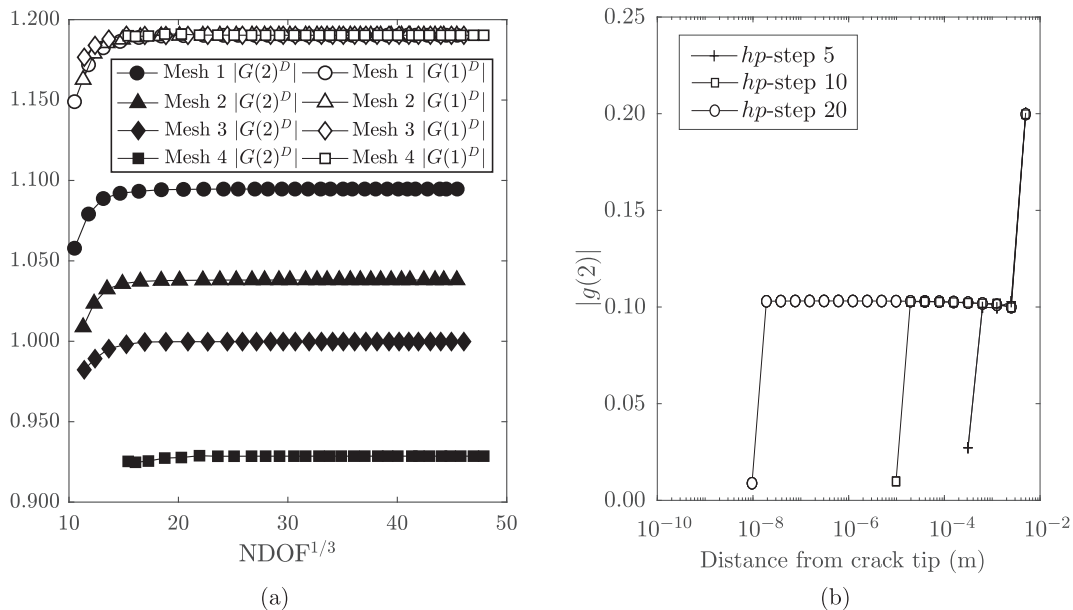 1.200
1.150
1.100
1.050
1.000
0.950
0.900
10 20 30 40 50
NDOF^{1/3}
Mesh 1 |G(2)^D| Mesh 1 |G(1)^D|
Mesh 2 |G(2)^D| Mesh 2 |G(1)^D|
Mesh 3 |G(2)^D| Mesh 3 |G(1)^D|
Mesh 4 |G(2)^D| Mesh 4 |G(1)^D|
(a)
0.25
0.20
0.15
0.10
0.05
0.00
|g(2)|
hp-step 5
hp-step 10
hp-step 20
10^{−10} 10^{−8} 10^{−6} 10^{−4} 10^{−2}
Distance from crack tip (m)
(b)